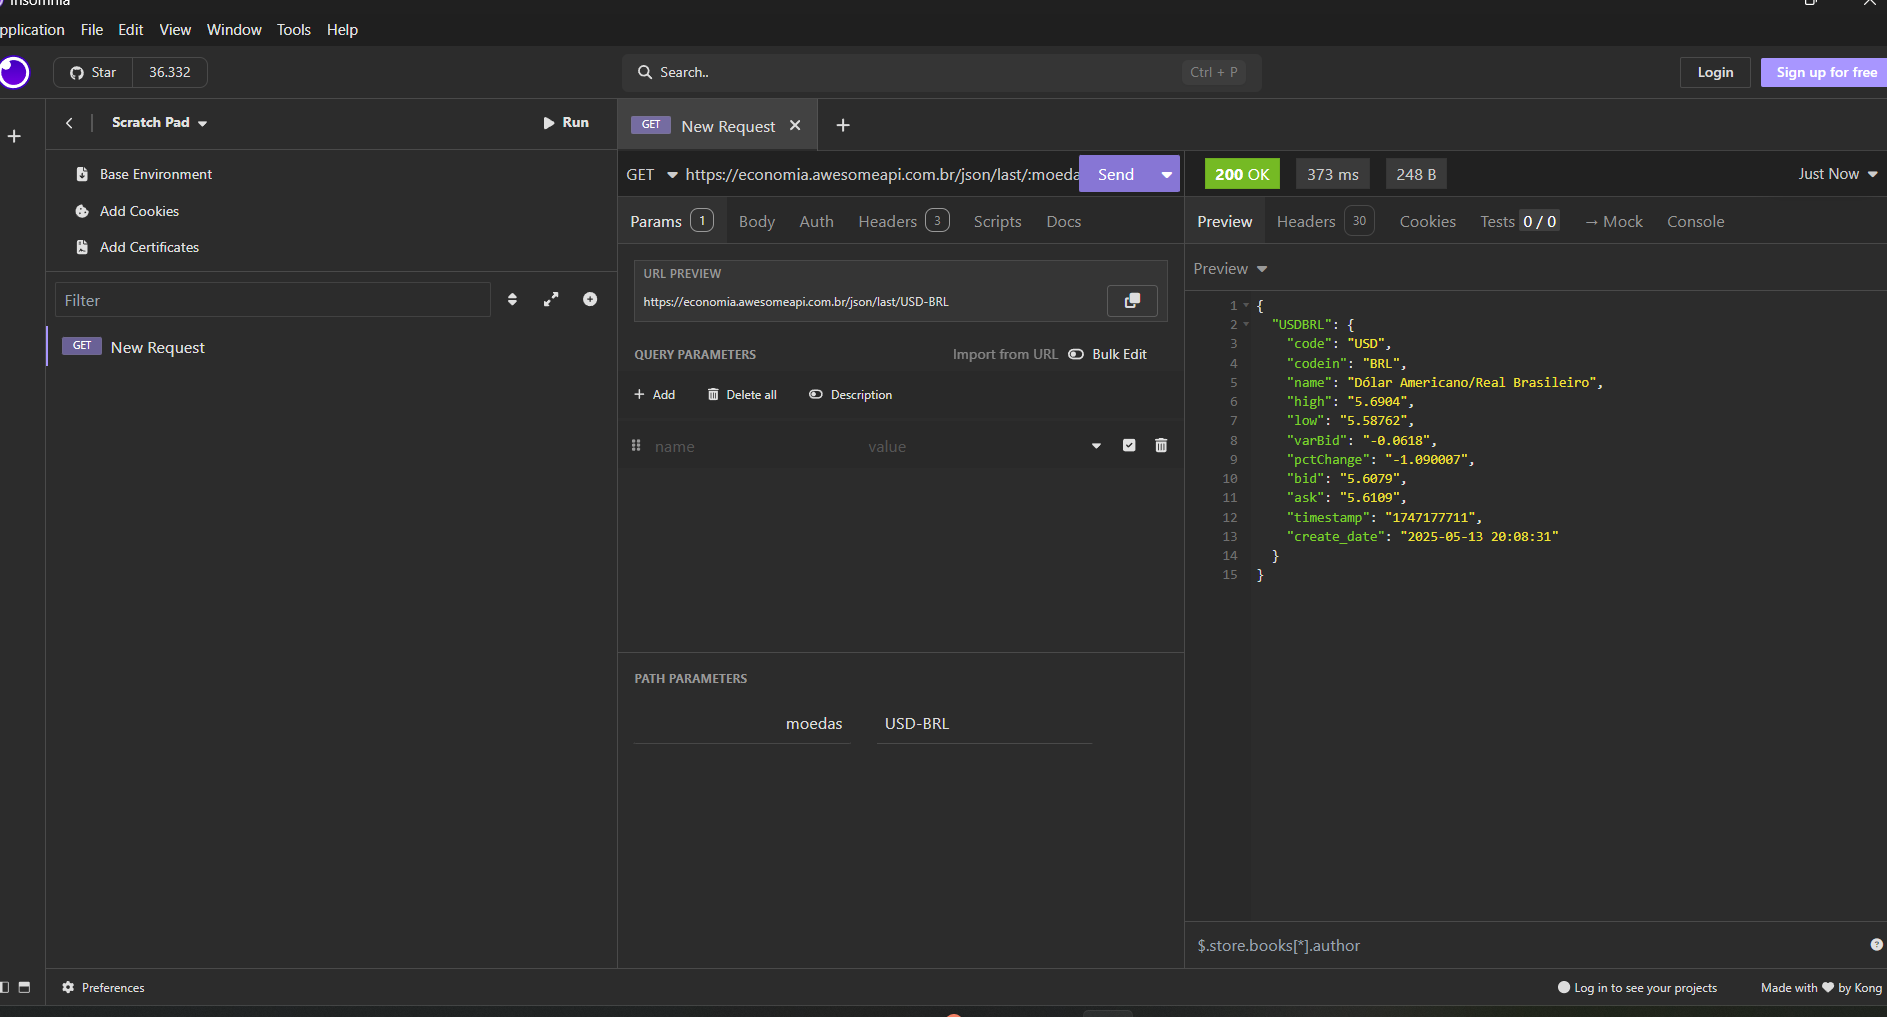 Insomnia
pplication File Edit View Window Tools Help
Star 36.332
Search..
Ctrl + P
Login
Sign up for free
Scratch Pad
Run
Base Environment
Add Cookies
Add Certificates
Filter
GET New Request
GET New Request
GET https://economia.awesomeapi.com.br/json/last/:moeda
Send
Params 1 Body Auth Headers 3 Scripts Docs
URL PREVIEW
https://economia.awesomeapi.com.br/json/last/USD-BRL
QUERY PARAMETERS
Import from URL Bulk Edit
Add Delete all Description
name value
PATH PARAMETERS
moedas USD-BRL
200 OK 373 ms 248 B
Just Now
Preview Headers 30 Cookies Tests 0 / 0 → Mock Console
Preview
1 {
2 "USDBRL": {
3 "code": "USD",
4 "codein": "BRL",
5 "name": "Dólar Americano/Real Brasileiro",
6 "high": "5.6904",
7 "low": "5.58762",
8 "varBid": "-0.0618",
9 "pctChange": "-1.090007",
10 "bid": "5.6079",
11 "ask": "5.6109",
12 "timestamp": "1747177711",
13 "create_date": "2025-05-13 20:08:31"
14 }
15 }
$.store.books[*].author
Preferences
Log in to see your projects
Made with ♥ by Kong